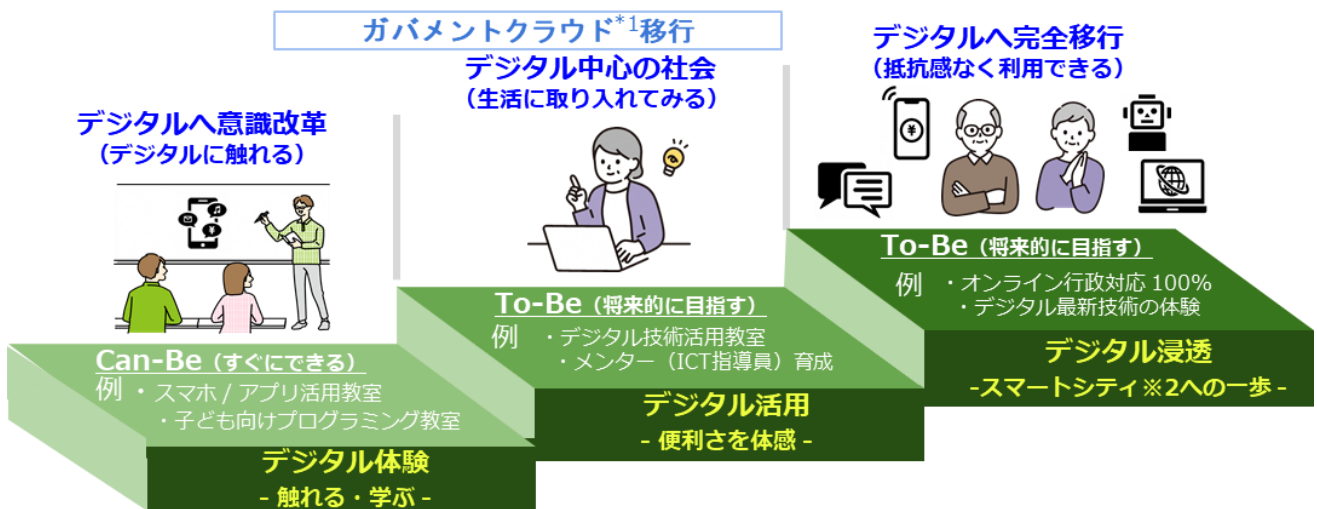 ガバメントクラウド*1移行
デジタルへ意識改革
（デジタルに触れる）
Can-Be（すぐにできる）
例 ・スマホ / アプリ活用教室
・子ども向けプログラミング教室
デジタル体験
- 触れる・学ぶ -
デジタル中心の社会
（生活に取り入れてみる）
To-Be（将来的に目指す）
例 ・デジタル技術活用教室
・メンター（ICT指導員）育成
デジタル活用
- 便利さを体感 -
デジタルへ完全移行
（抵抗感なく利用できる）
¥
To-Be（将来的に目指す）
例 ・オンライン行政対応 100%
・デジタル最新技術の体験
デジタル浸透
-スマートシティ※2への一歩 -